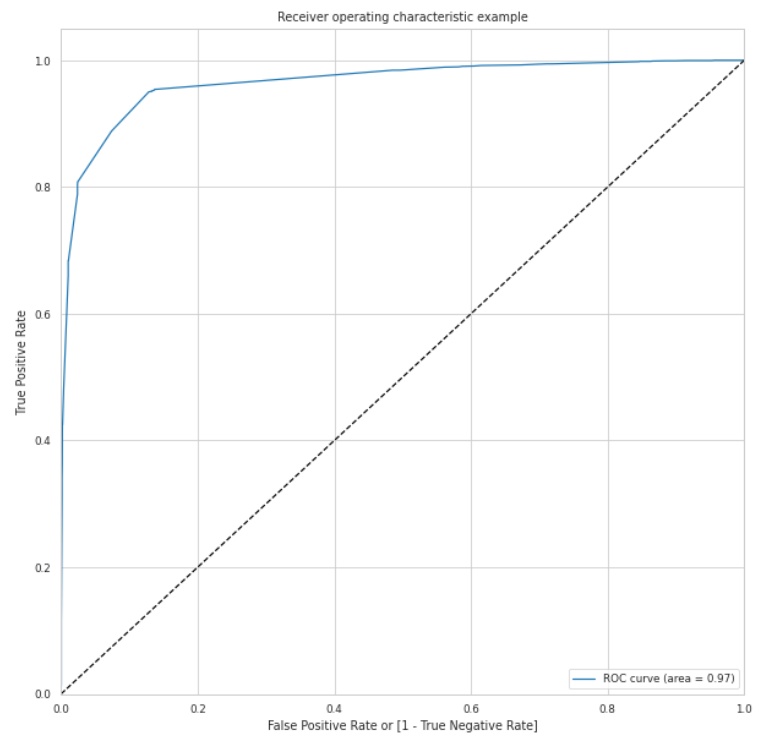 Receiver operating characteristic example
1.0
0.8
0.6
0.4
0.2
0.0
True Positive Rate
ROC curve (area = 0.97)
0.0 0.2 0.4 0.6 0.8 1.0
False Positive Rate or [1 - True Negative Rate]